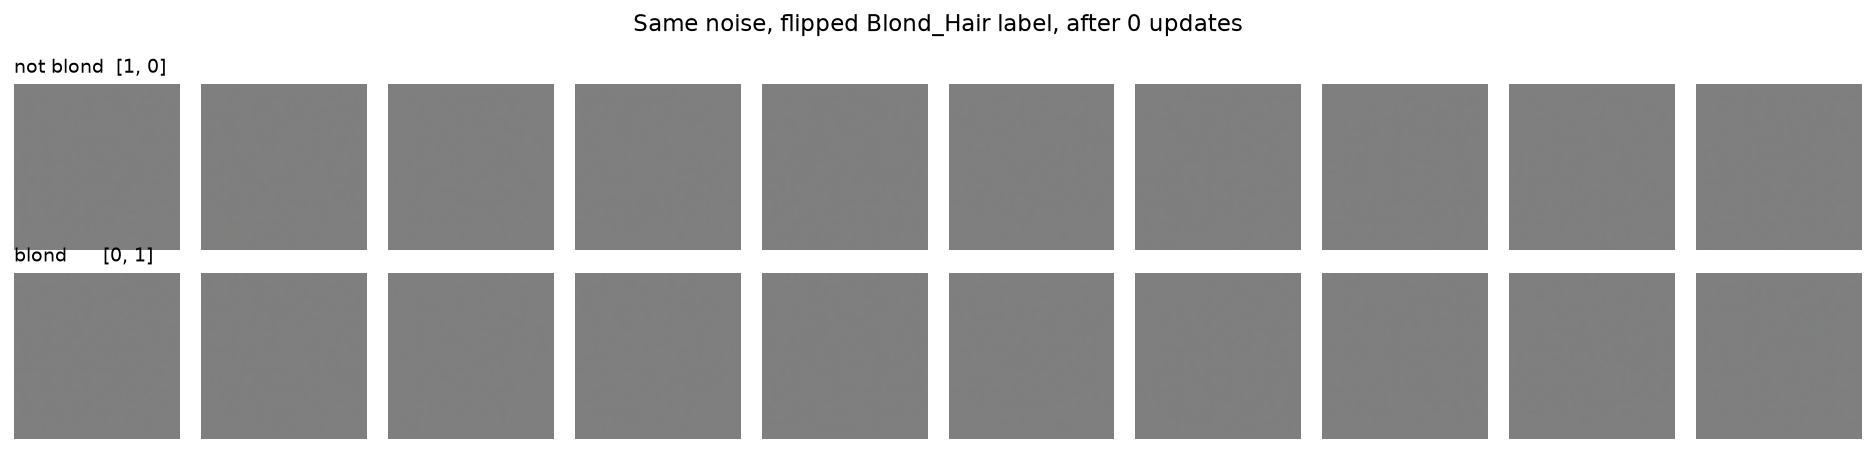 Same noise, flipped Blond_Hair label, after 0 updates
not blond  [1, 0]
blond      [0, 1]